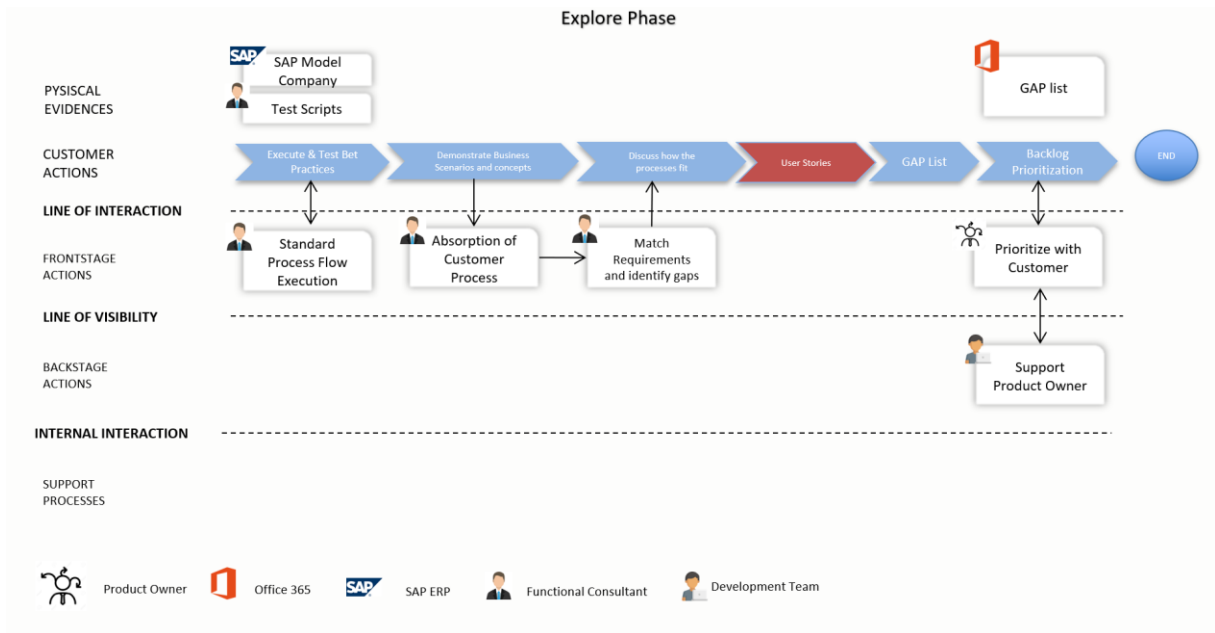 Explore Phase
SAP
SAP Model
Company
Test Scripts
GAP list
PYSISCAL
EVIDENCES
CUSTOMER
ACTIONS
Execute & Test Bet
Practices
Demonstrate Business
Scenarios and concepts
Discuss how the
processes fit
User Stories
GAP List
Backlog
Prioritization
END
LINE OF INTERACTION
FRONTSTAGE
ACTIONS
Standard
Process Flow
Execution
Absorption of
Customer
Process
Match
Requirements
and identify gaps
Prioritize with
Customer
LINE OF VISIBILITY
BACKSTAGE
ACTIONS
Support
Product Owner
INTERNAL INTERACTION
SUPPORT
PROCESSES
Product Owner
Office 365
SAP
SAP ERP
Functional Consultant
Development Team